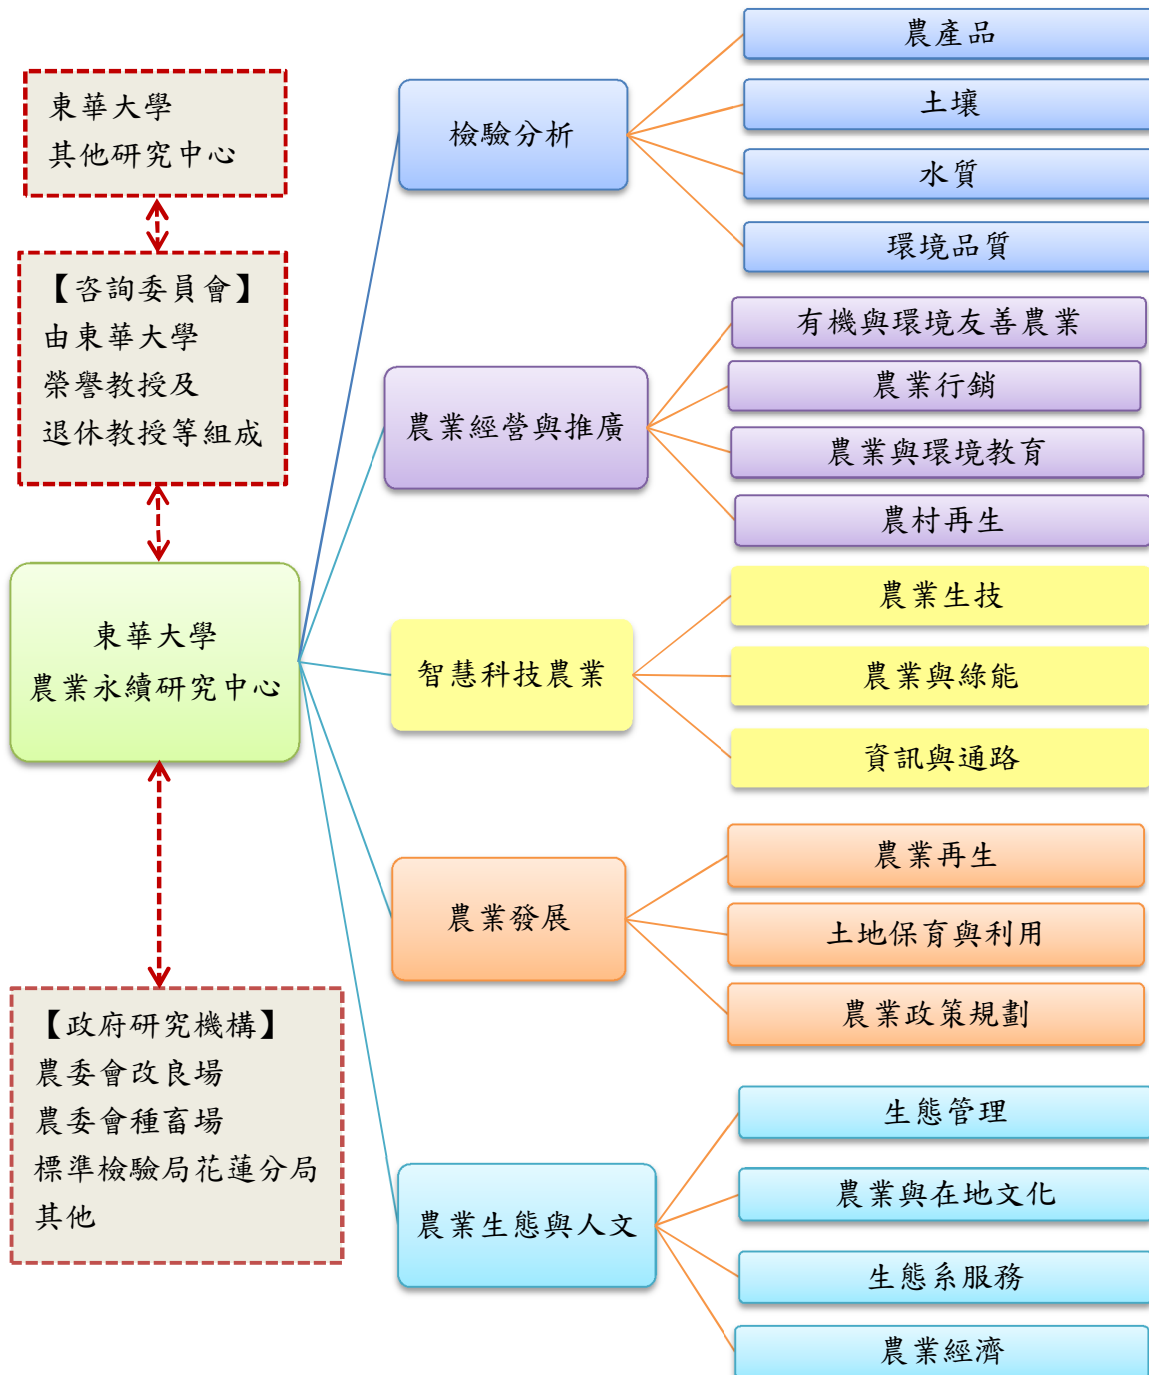 東華大學
其他研究中心
【咨詢委員會】
由東華大學
榮譽教授及
退休教授等組成
東華大學
農業永續研究中心
【政府研究機構】
農委會改良場
農委會種畜場
標準檢驗局花蓮分局
其他
檢驗分析
農產品
土壤
水質
環境品質
農業經營與推廣
有機與環境友善農業
農業行銷
農業與環境教育
農村再生
智慧科技農業
農業生技
農業與綠能
資訊與通路
農業發展
農業再生
土地保育與利用
農業政策規劃
農業生態與人文
生態管理
農業與在地文化
生態系服務
農業經濟